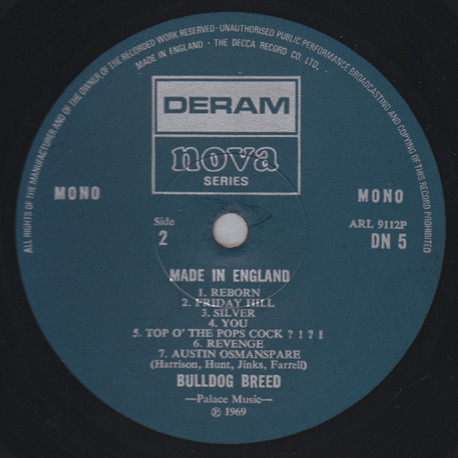 ALL RIGHTS OF THE MANUFACTURER AND OF THE OWNER OF THE RECORDED WORK RESERVED · UNAUTHORISED PUBLIC PERFORMANCE BROADCASTING AND COPYING OF THIS RECORD PROHIBITED
MADE IN ENGLAND · THE DECCA RECORD CO. LTD.
DERAM
nova
SERIES
MONO MONO
Side ARL 9112P
2 DN 5
MADE IN ENGLAND
1. REBORN
2. FRIDAY HILL
3. SILVER
4. YOU
5. TOP O' THE POPS COCK ? ! ? !
6. REVENGE
7. AUSTIN OSMANSPARE
(Harrison, Hunt, Jinks, Farrell)
BULLDOG BREED
—Palace Music—
℗ 1969